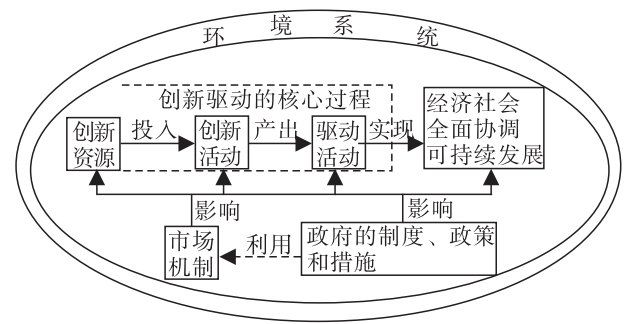 环境系统
创新驱动的核心过程
创新
资源
投入
创新
活动
产出
驱动
活动
实现
经济社会
全面协调
可持续发展
影响
影响
市场
机制
利用
政府的制度、政策
和措施